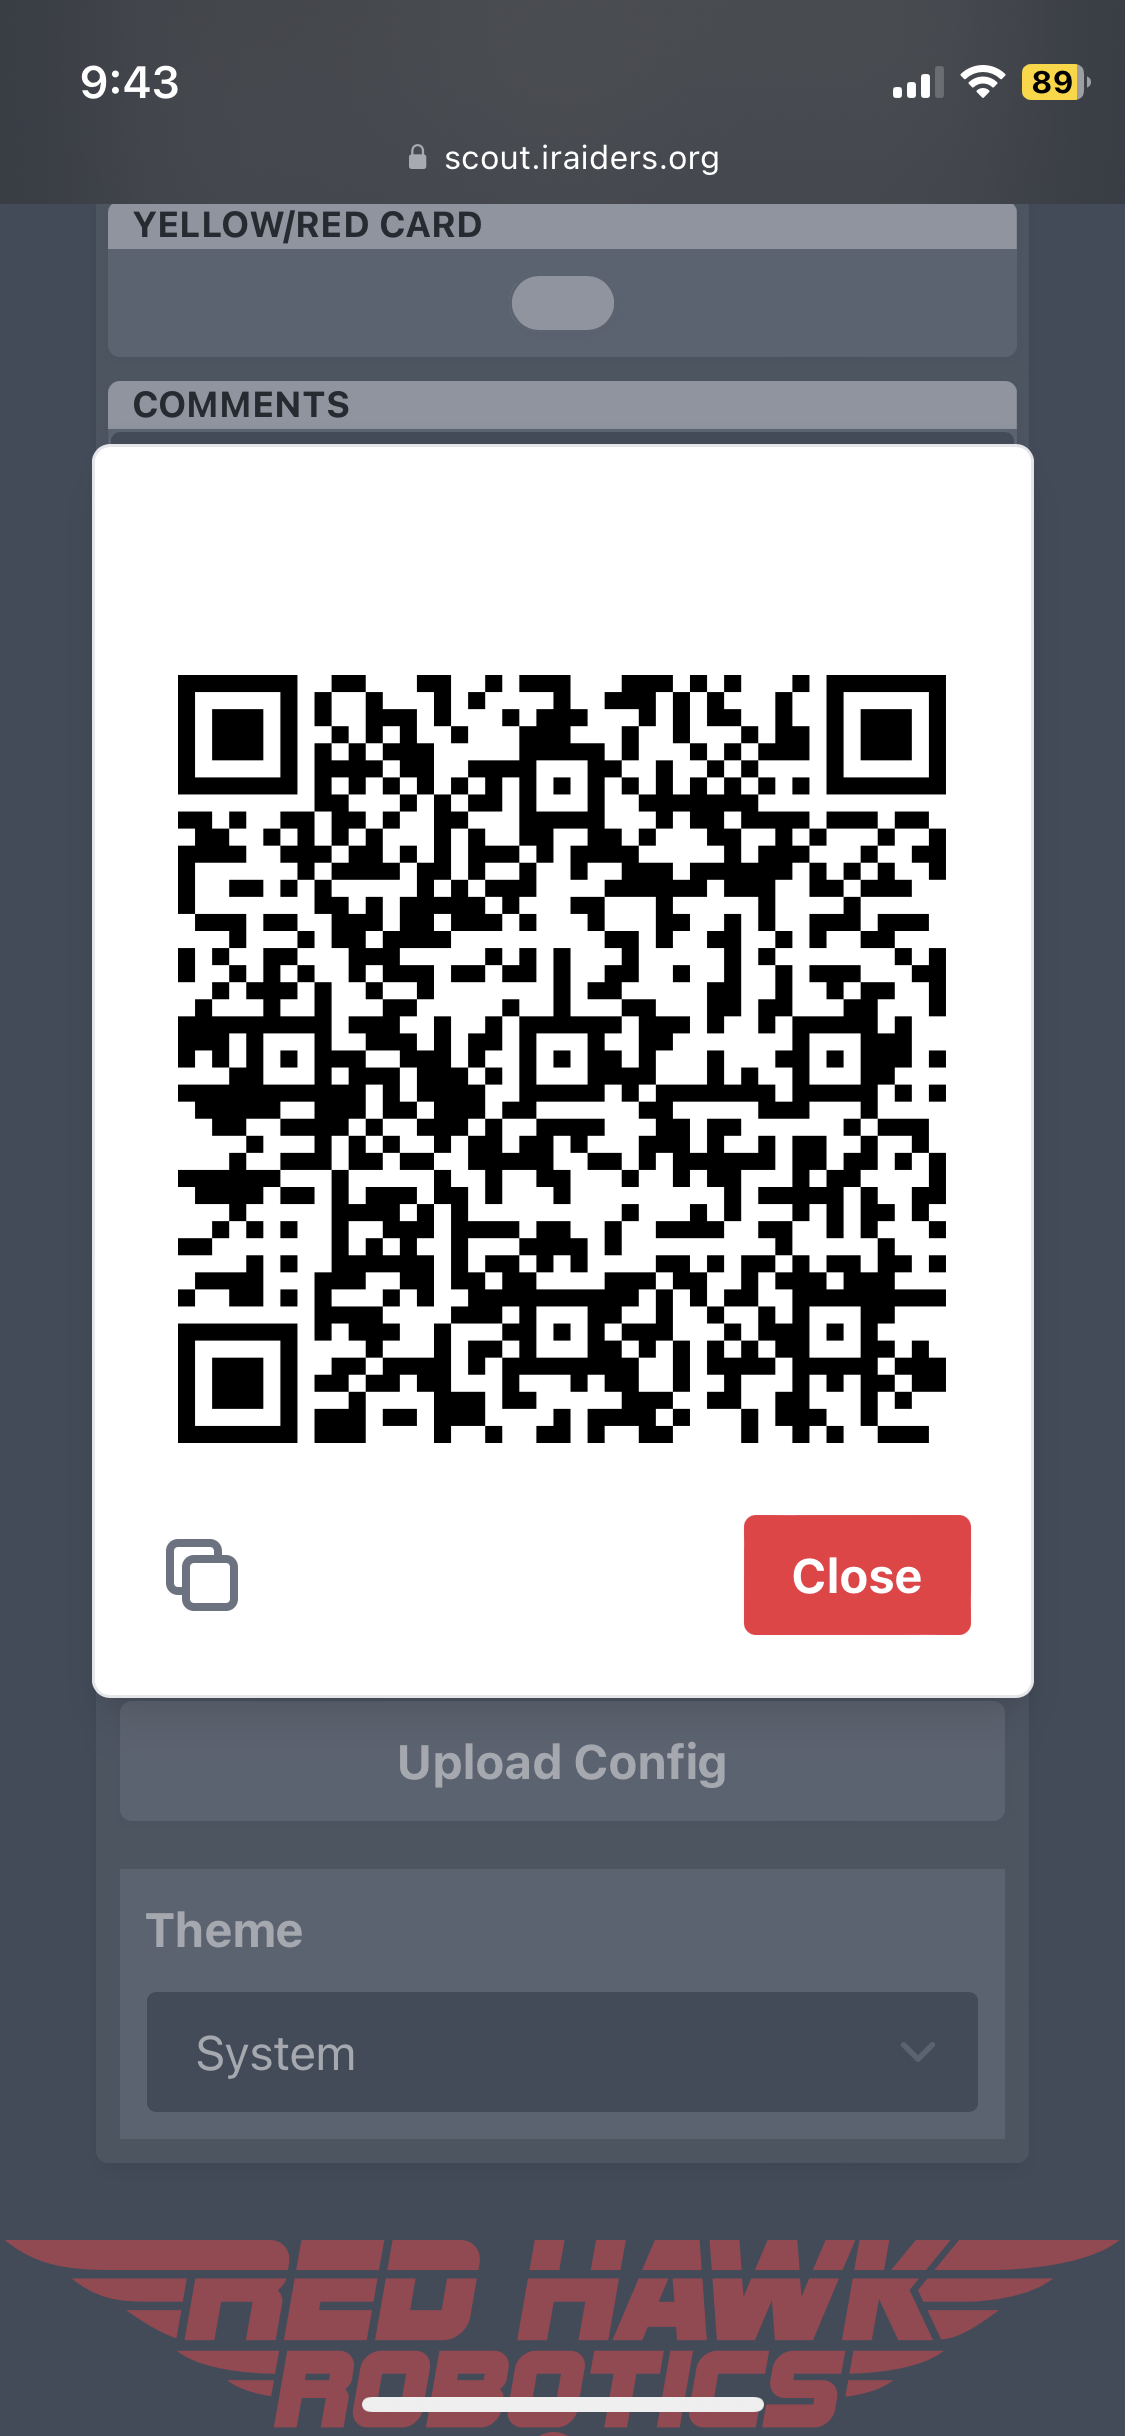 9:43
89
scout.iraiders.org
YELLOW/RED CARD
COMMENTS
Close
Upload Config
Theme
System
RED HAWK
ROBOTICS